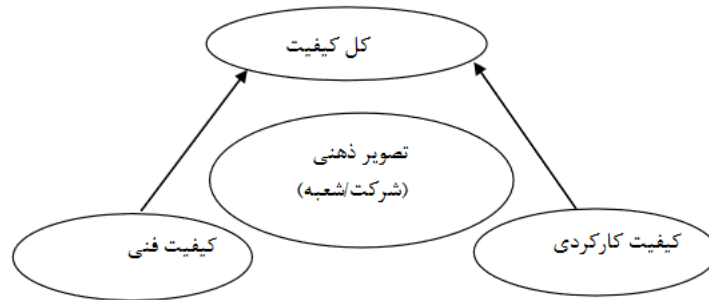 کل کیفیت
تصویر ذهنی
(شرکت/شعبه)
کیفیت کارکردی
کیفیت فنی